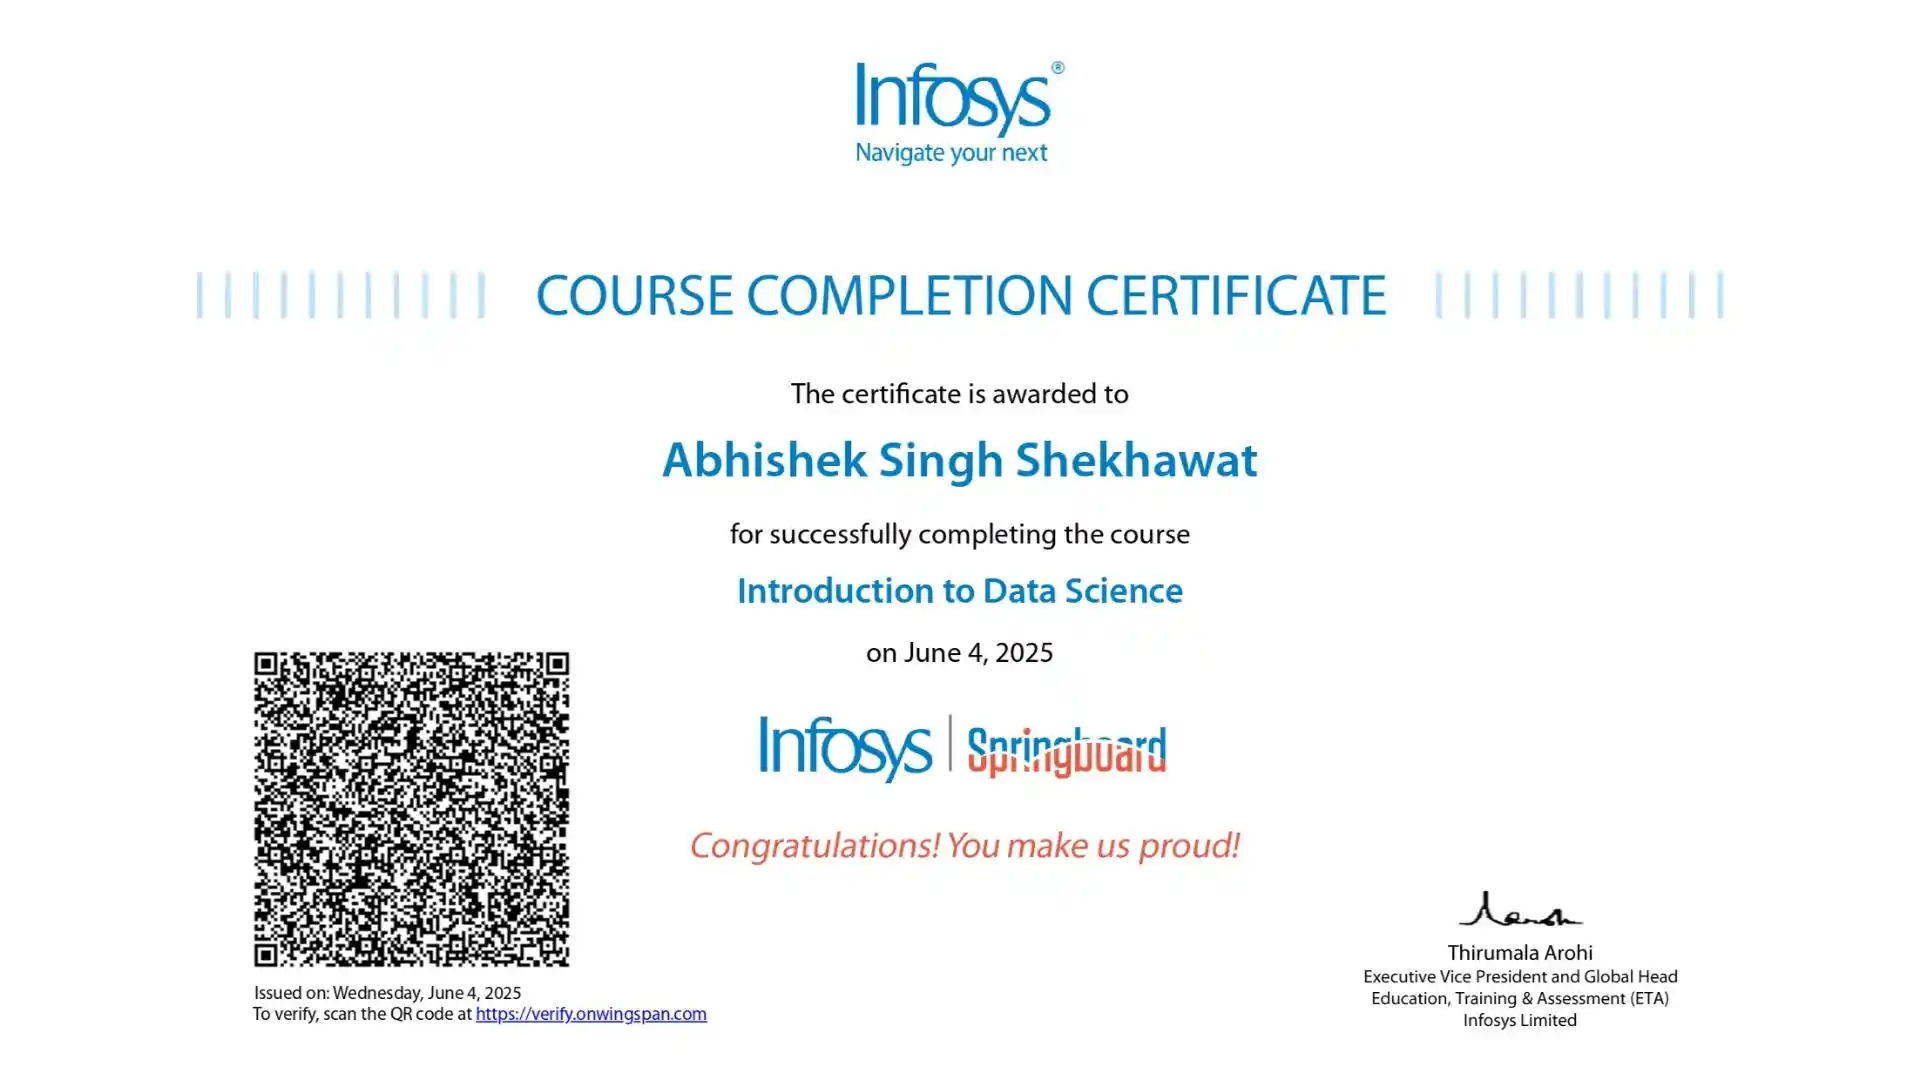 Infosys®
Navigate your next
COURSE COMPLETION CERTIFICATE
The certificate is awarded to
Abhishek Singh Shekhawat
for successfully completing the course
Introduction to Data Science
on June 4, 2025
Infosys | Springboard
Congratulations! You make us proud!
Issued on: Wednesday, June 4, 2025
To verify, scan the QR code at https://verify.onwingspan.com
Thirumala Arohi
Executive Vice President and Global Head
Education, Training & Assessment (ETA)
Infosys Limited